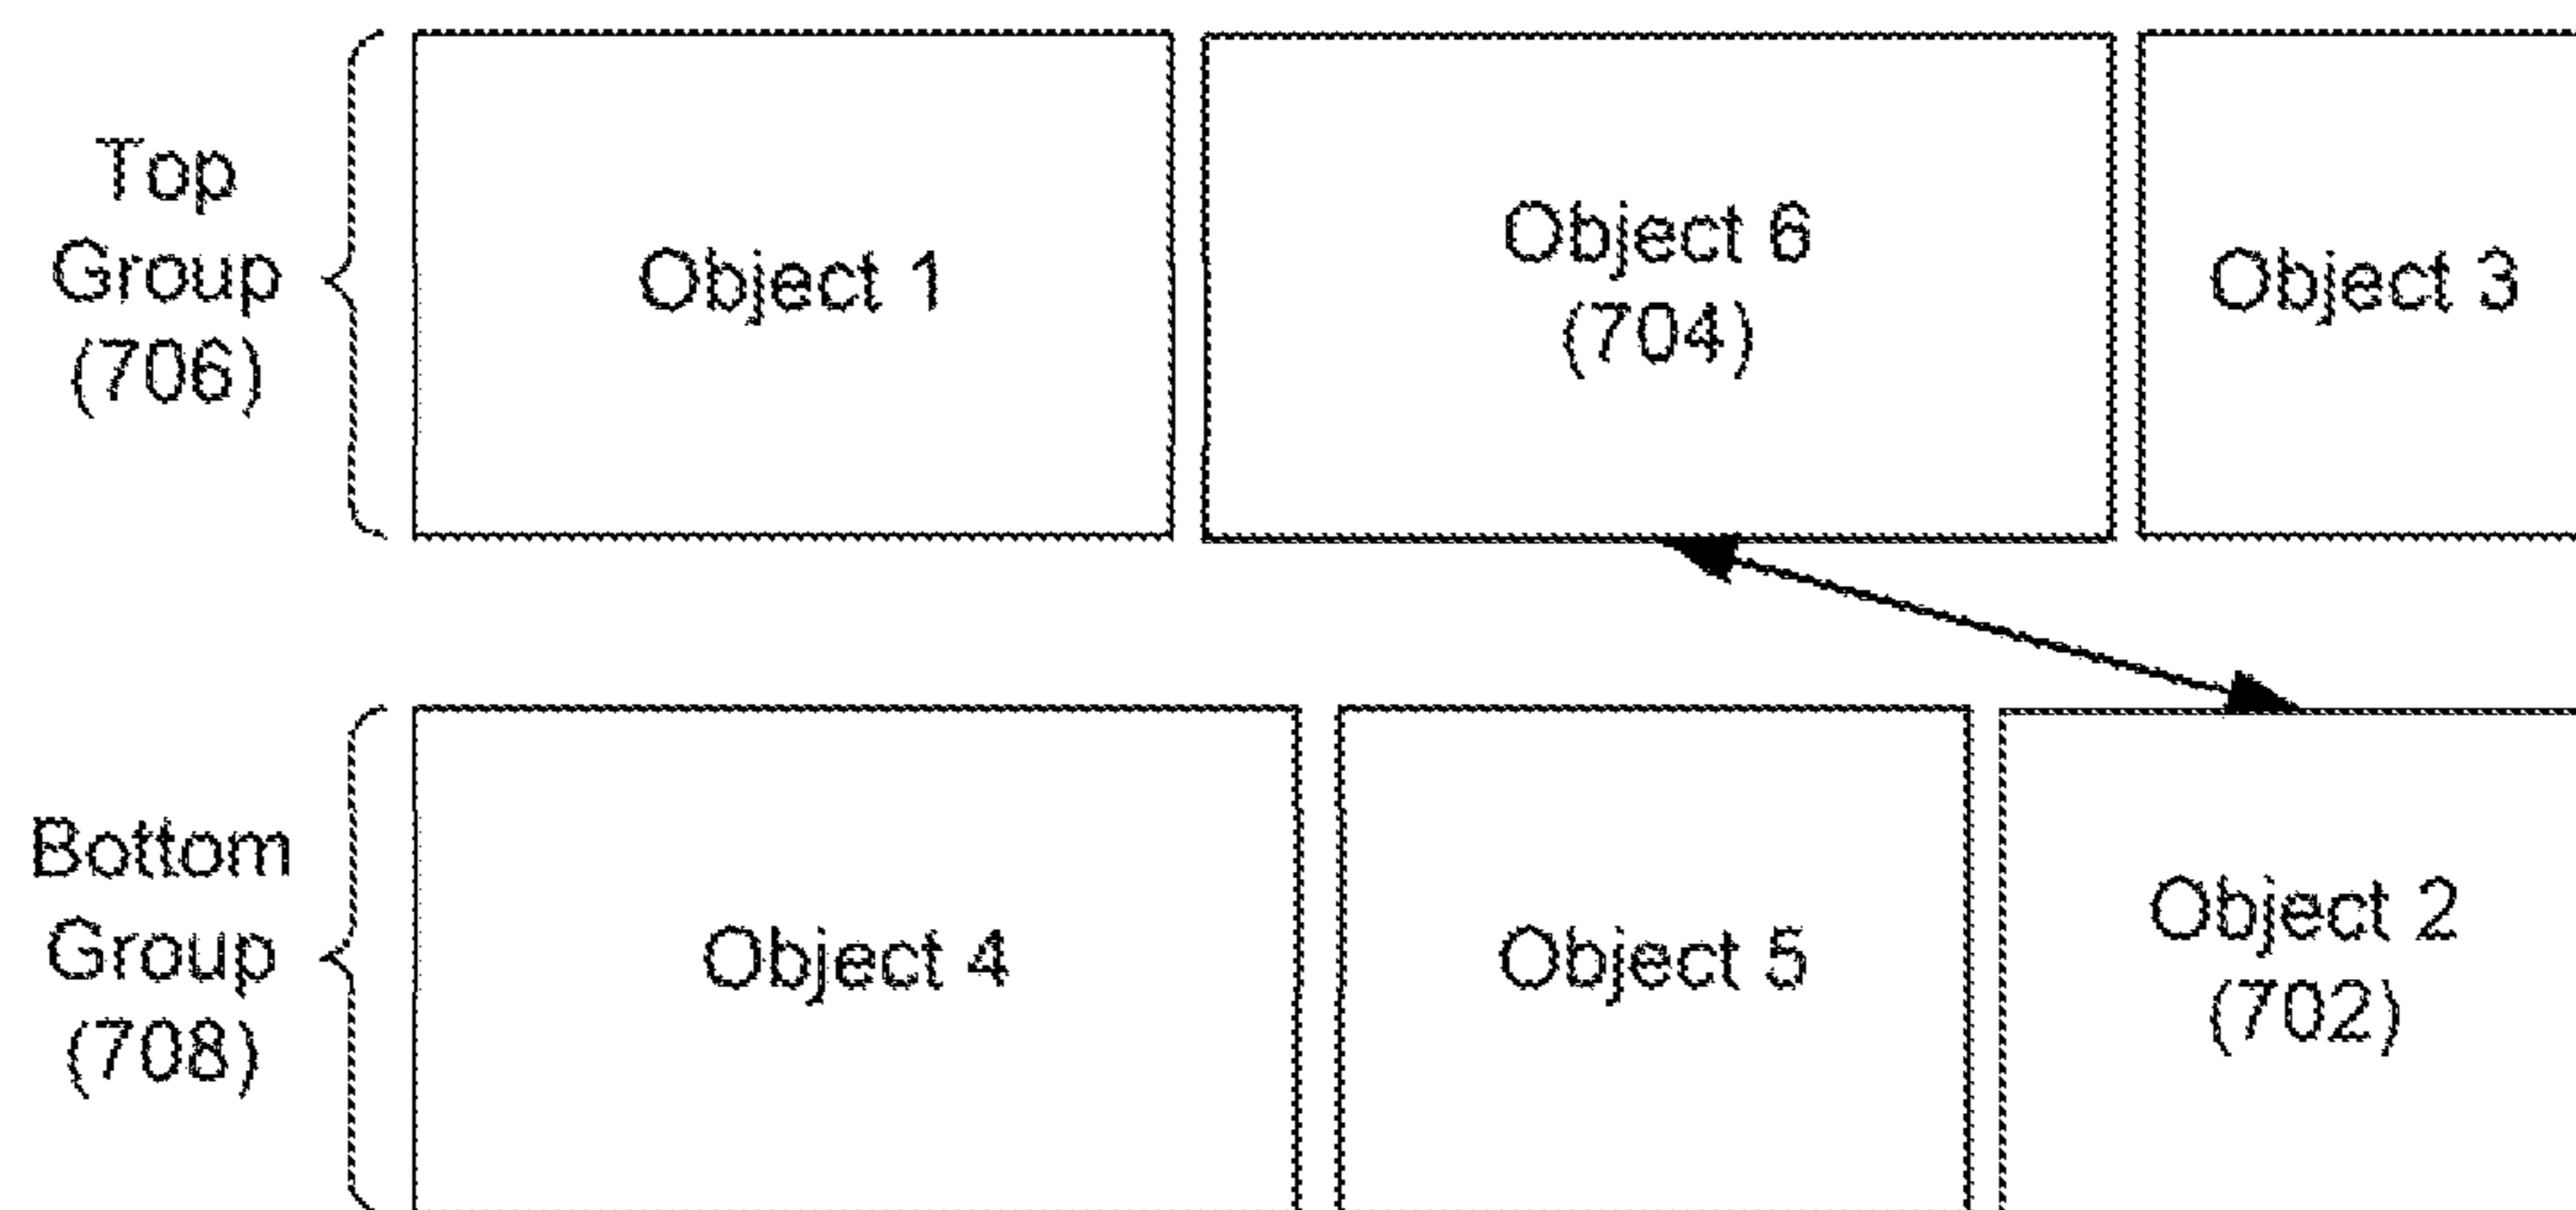 Top
Group
(706)
Object 1
Object 6
(704)
Object 3
Bottom
Group
(708)
Object 4
Object 5
Object 2
(702)